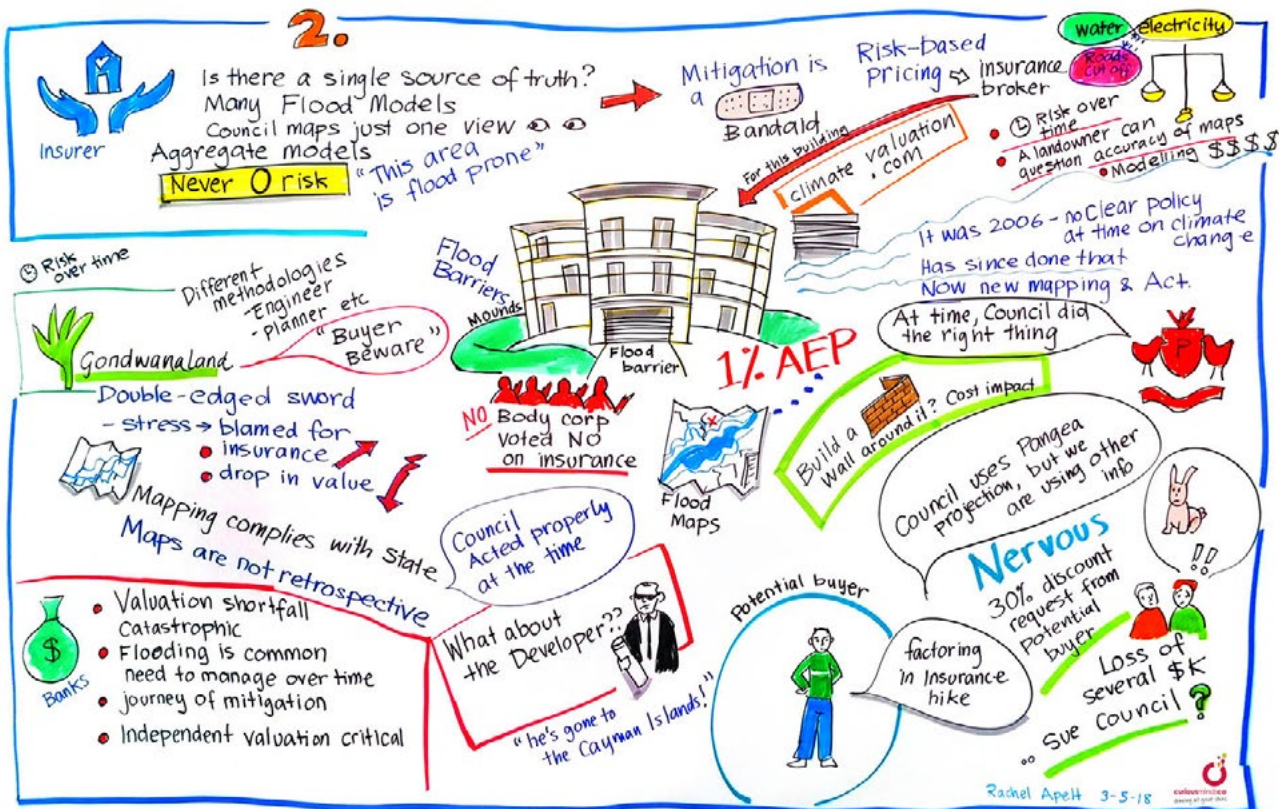 2.
Insurer
Is there a single source of truth?
Many Flood Models
Council maps just one view
Aggregate models
Never 0 risk
"This area
is flood prone"
Mitigation is
a
Bandaid
Risk-based
pricing
insurance
broker
water
electricity
Roads
cut off
Risk over
time
A landowner can
question accuracy of maps
Modelling $$$$
For this building
climate valuation
.com
It was 2006 - no Clear policy
at time on climate
change
Has since done that
Now new mapping & Act.
At time, Council did
the right thing
P
Risk
over time
Different
methodologies
- Engineer
- Planner etc
"Buyer
Beware"
Gondwanaland
Flood
Barriers
Mounds
Flood
barrier
1% AEP
NO
Body corp
voted NO
on insurance
Flood
Maps
Build a
wall around it? Cost impact
Double-edged sword
- stress → blamed for
insurance
drop in value
Mapping complies with State
Maps are not retrospective
Council
Acted properly
at the time
Council uses Pangea
projection, but we
are using other
info
Nervous
30% discount
request from
Potential
buyer
!!
Loss of
several $K
.. Sue Council?
$
Banks
Valuation shortfall
Catastrophic
Flooding is common
need to manage over time
journey of mitigation
Independent valuation critical
What about
the Developer??
"he's gone to
the Cayman Islands!"
Potential buyer
factoring
in Insurance
hike
Rachel Apelt 3-5-18